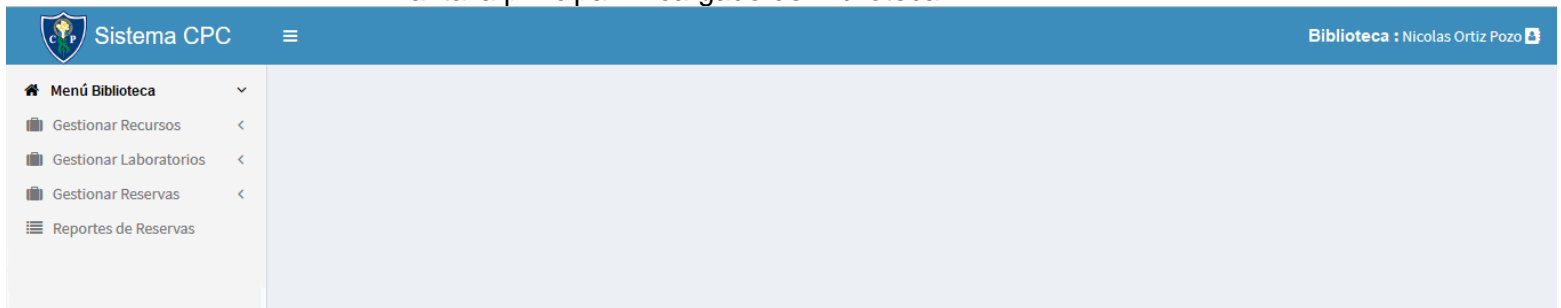 Sistema CPC
Biblioteca : Nicolas Ortiz Pozo
Menú Biblioteca
Gestionar Recursos
Gestionar Laboratorios
Gestionar Reservas
Reportes de Reservas